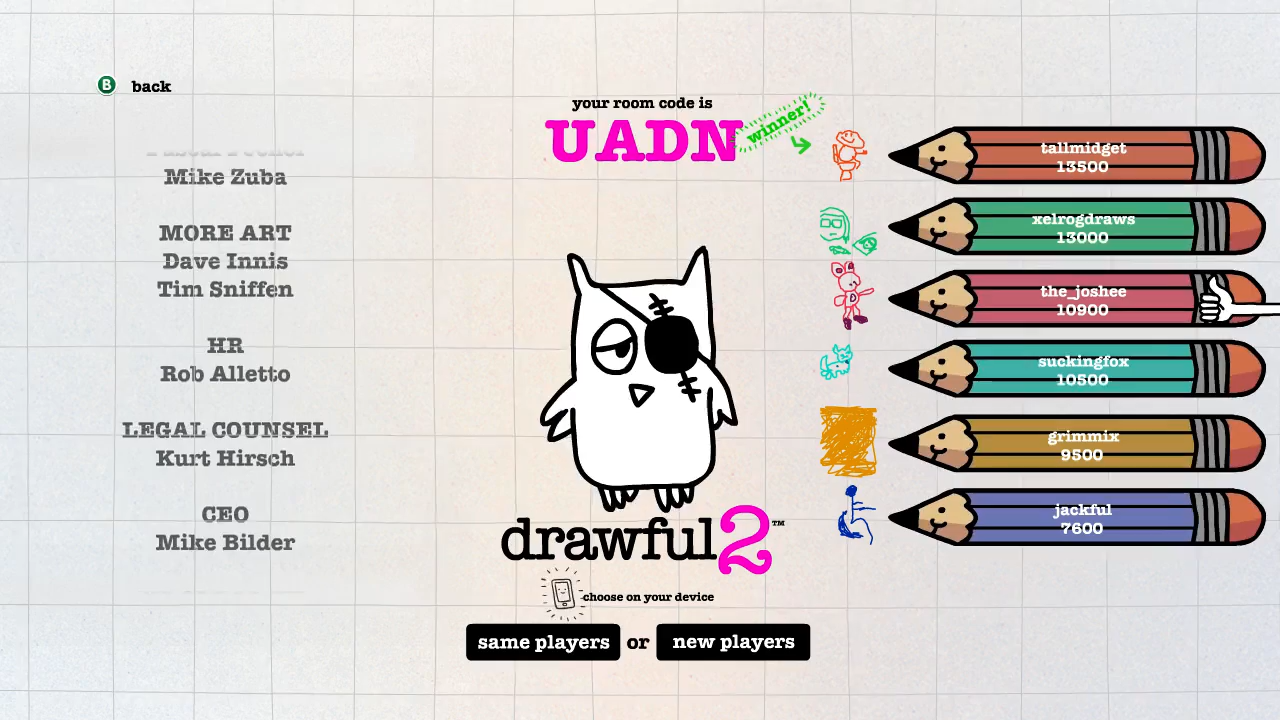 B back
Mike Zuba
MORE ART
Dave Innis
Tim Sniffen
HR
Rob Alletto
LEGAL COUNSEL
Kurt Hirsch
CEO
Mike Bilder
your room code is
UADN
winner!
drawful 2™
choose on your device
same players or new players
tallmidget
13500
xelrogdraws
13000
the_joshee
10900
suckingfox
10500
grimmix
9500
jackful
7600